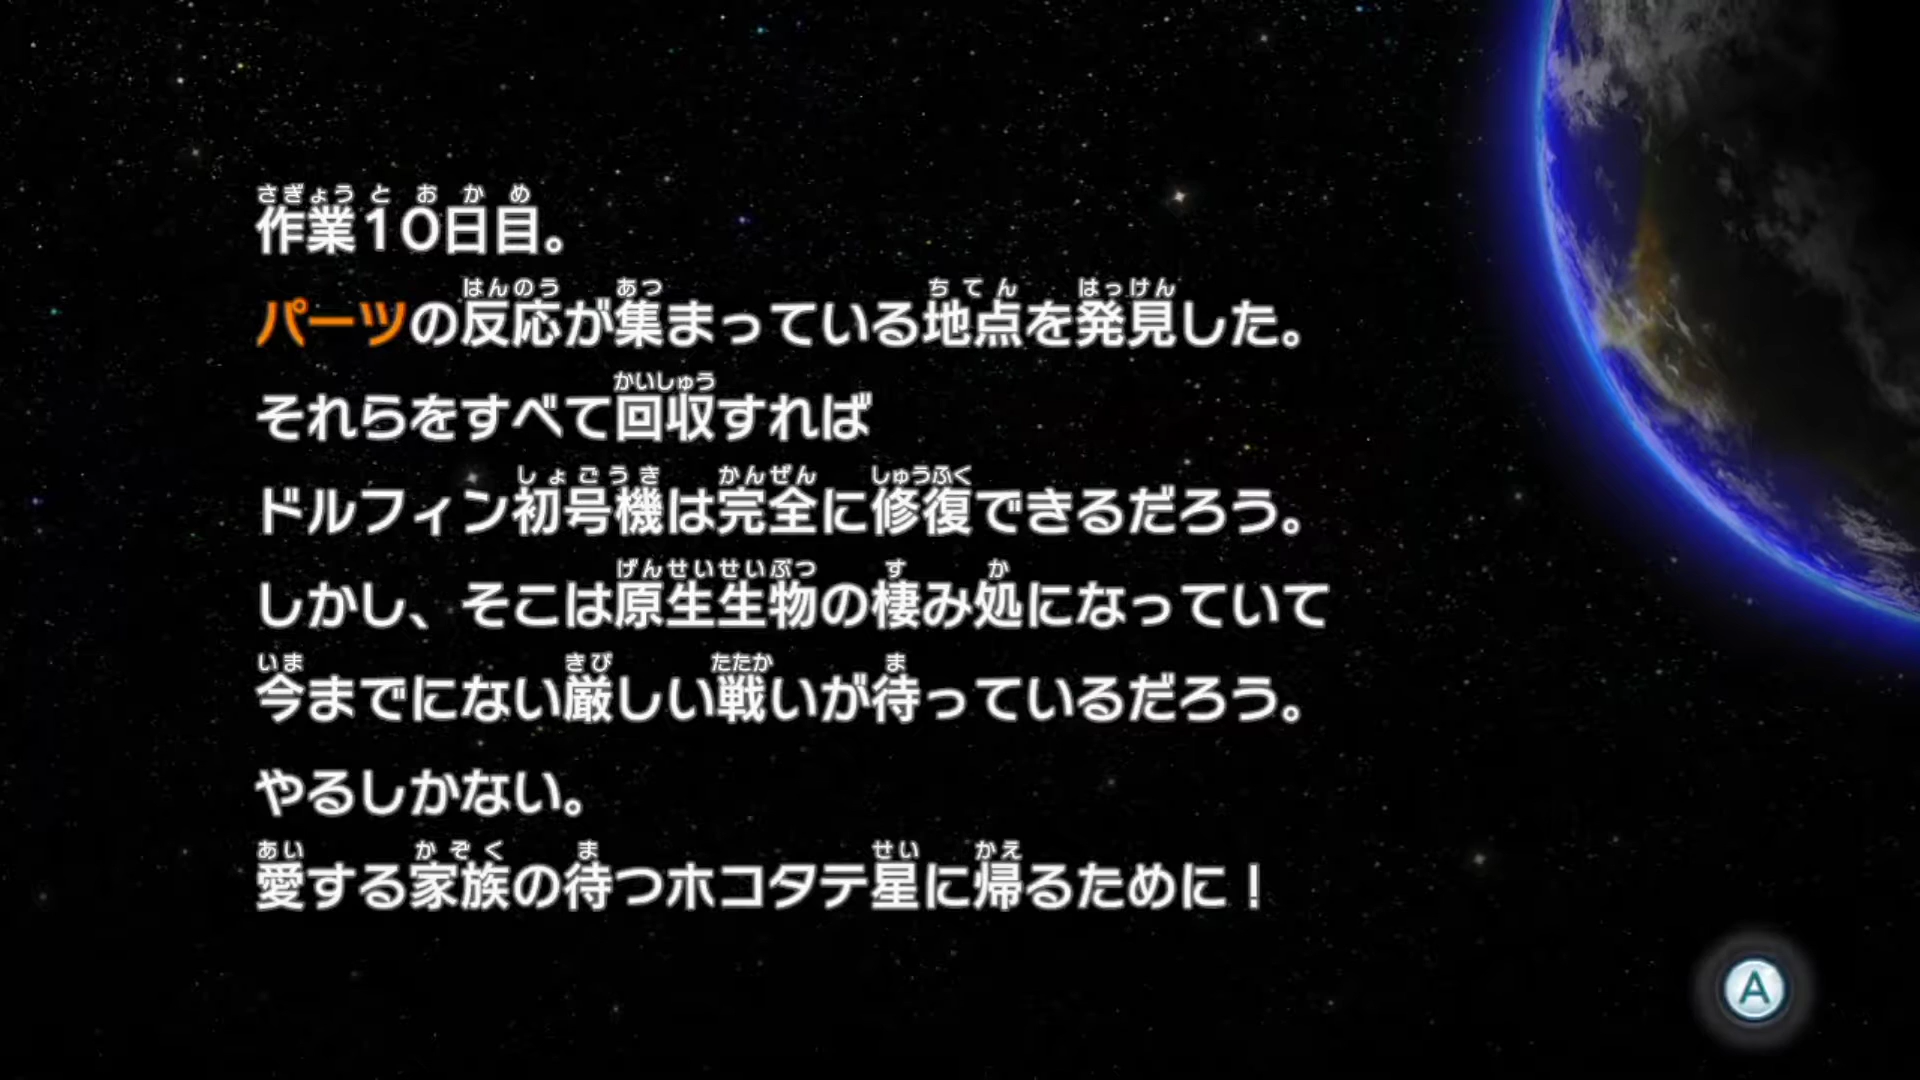 作業10日目。
パーツの反応が集まっている地点を発見した。
それらをすべて回収すれば
ドルフィン初号機は完全に修復できるだろう。
しかし、そこは原生生物の棲み処になっていて
今までにない厳しい戦いが待っているだろう。
やるしかない。
愛する家族の待つホコタテ星に帰るために！
A